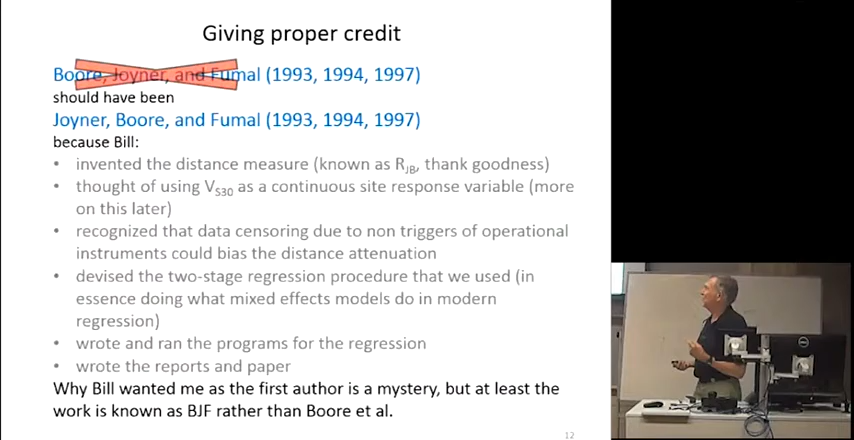 Giving proper credit
Boore, Joyner, and Fumal (1993, 1994, 1997)
should have been
Joyner, Boore, and Fumal (1993, 1994, 1997)
because Bill:
• invented the distance measure (known as RJB, thank goodness)
• thought of using VS30 as a continuous site response variable (more
on this later)
• recognized that data censoring due to non triggers of operational
instruments could bias the distance attenuation
• devised the two-stage regression procedure that we used (in
essence doing what mixed effects models do in modern
regression)
• wrote and ran the programs for the regression
• wrote the reports and paper
Why Bill wanted me as the first author is a mystery, but at least the
work is known as BJF rather than Boore et al.
12
DELL